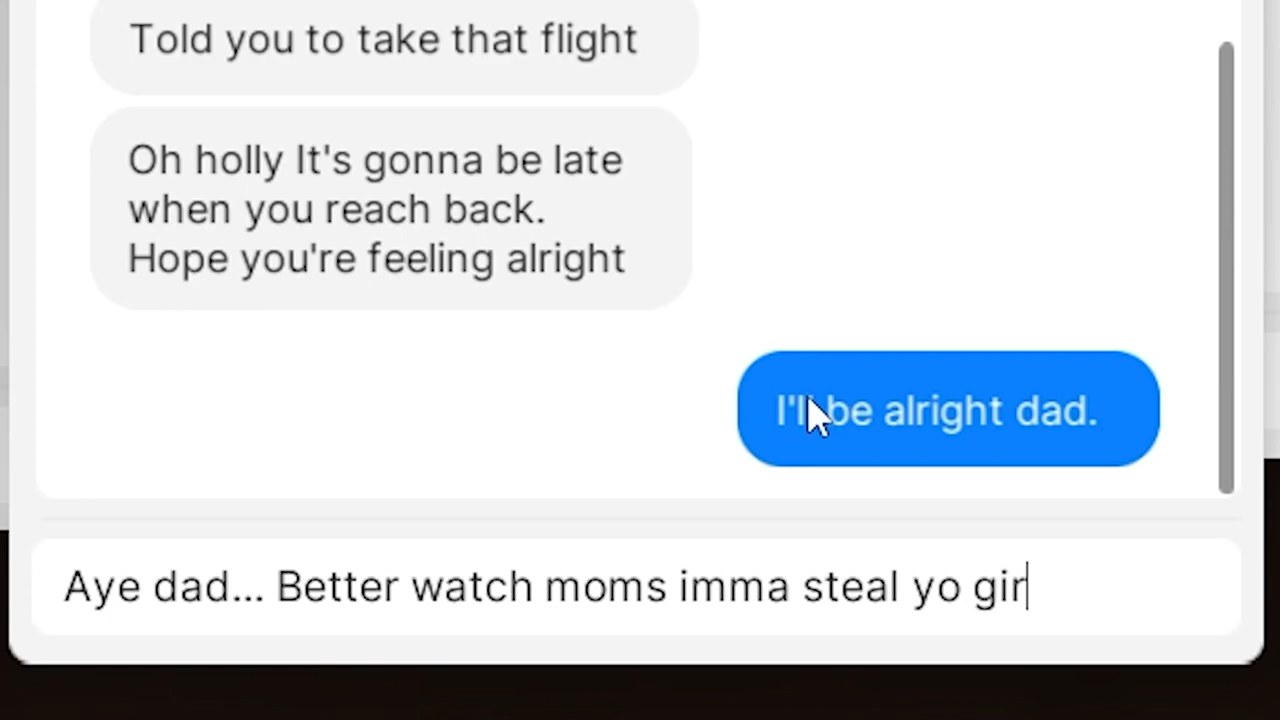 Told you to take that flight
Oh holly It's gonna be late
when you reach back.
Hope you're feeling alright
I'll be alright dad.
Aye dad... Better watch moms imma steal yo gir